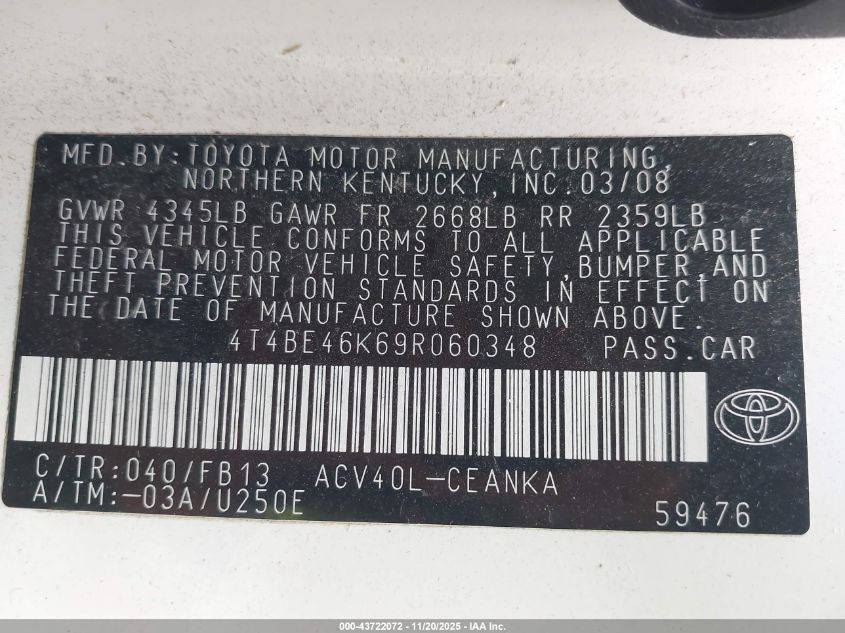 MFD. BY: TOYOTA MOTOR MANUFACTURING,
NORTHERN KENTUCKY, INC. 03/08
GVWR 4345LB GAWR FR 2668LB RR 2359LB
THIS VEHICLE CONFORMS TO ALL APPLICABLE
FEDERAL MOTOR VEHICLE SAFETY, BUMPER, AND
THEFT PREVENTION STANDARDS IN EFFECT ON
THE DATE OF MANUFACTURE SHOWN ABOVE.
4T4BE46K69R060348 PASS.CAR
C/TR: 040/FB13 ACV40L-CEANKA
A/TM: -03A/U250E
59476
000-43722072 - 11/20/2025 - IAA Inc.